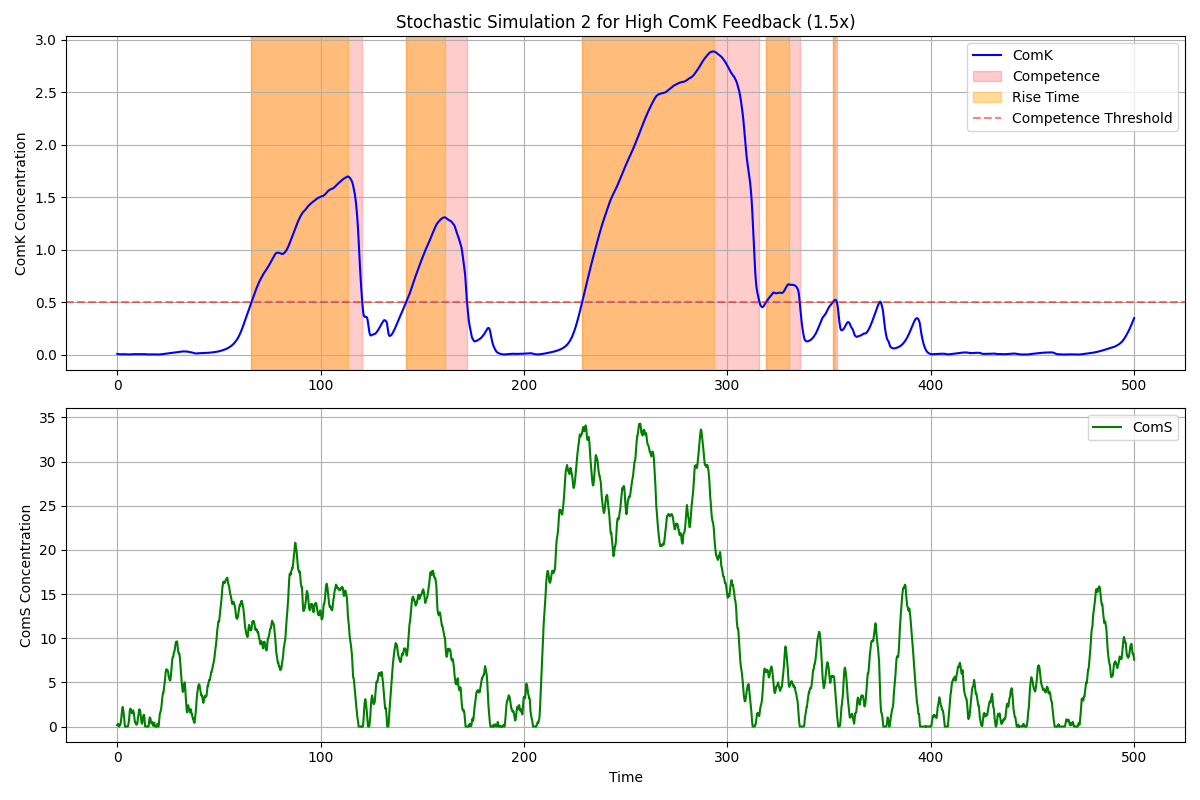 Stochastic Simulation 2 for High ComK Feedback (1.5x)
3.0
2.5
2.0
1.5
1.0
0.5
0.0
ComK Concentration
ComK
Competence
Rise Time
Competence Threshold
0 100 200 300 400 500
35
30
25
20
15
10
5
0
ComS Concentration
ComS
0 100 200 300 400 500
Time